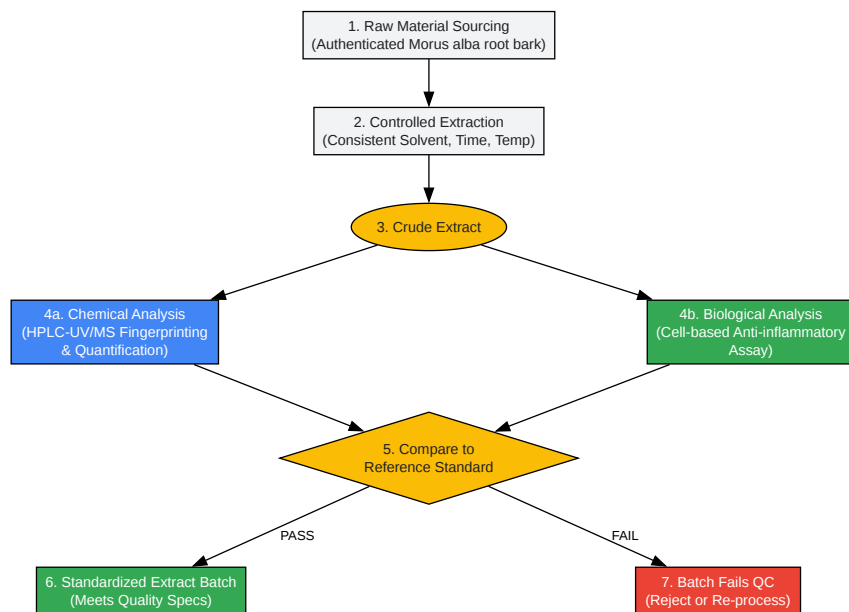 1. Raw Material Sourcing
(Authenticated Morus alba root bark)
2. Controlled Extraction
(Consistent Solvent, Time, Temp)
3. Crude Extract
4a. Chemical Analysis
(HPLC-UV/MS Fingerprinting
& Quantification)
4b. Biological Analysis
(Cell-based Anti-inflammatory
Assay)
5. Compare to
Reference Standard
PASS
FAIL
6. Standardized Extract Batch
(Meets Quality Specs)
7. Batch Fails QC
(Reject or Re-process)